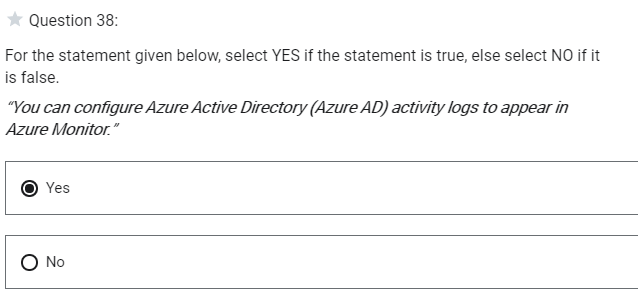 Question 38:
For the statement given below, select YES if the statement is true, else select NO if it
is false.
"You can configure Azure Active Directory (Azure AD) activity logs to appear in
Azure Monitor."
Yes
No